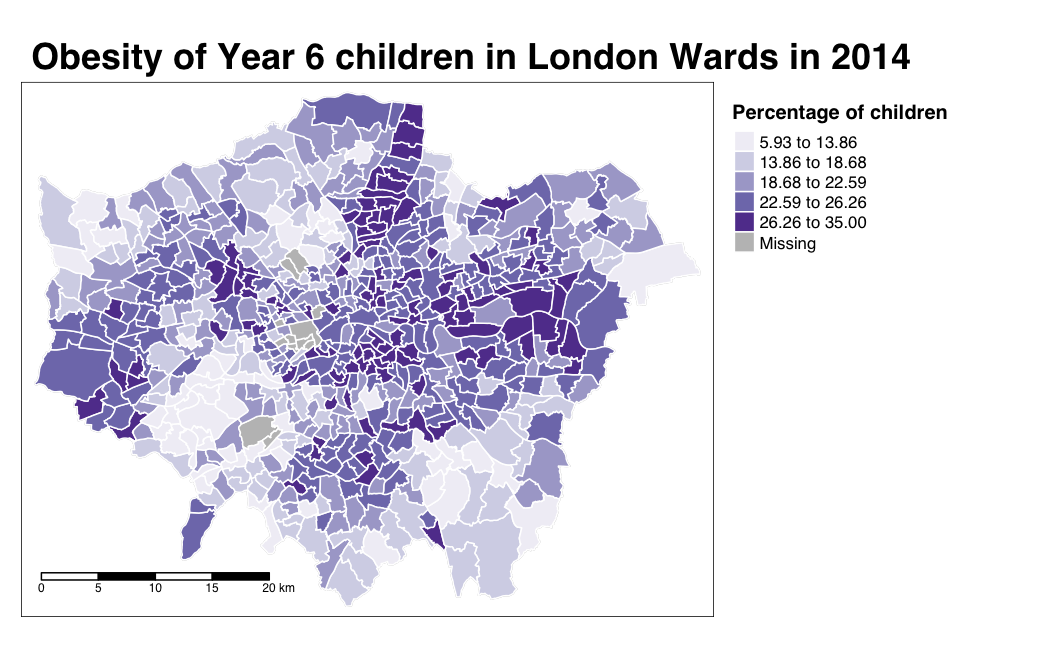 Obesity of Year 6 children in London Wards in 2014
Percentage of children
5.93 to 13.86
13.86 to 18.68
18.68 to 22.59
22.59 to 26.26
26.26 to 35.00
Missing
0 5 10 15 20 km